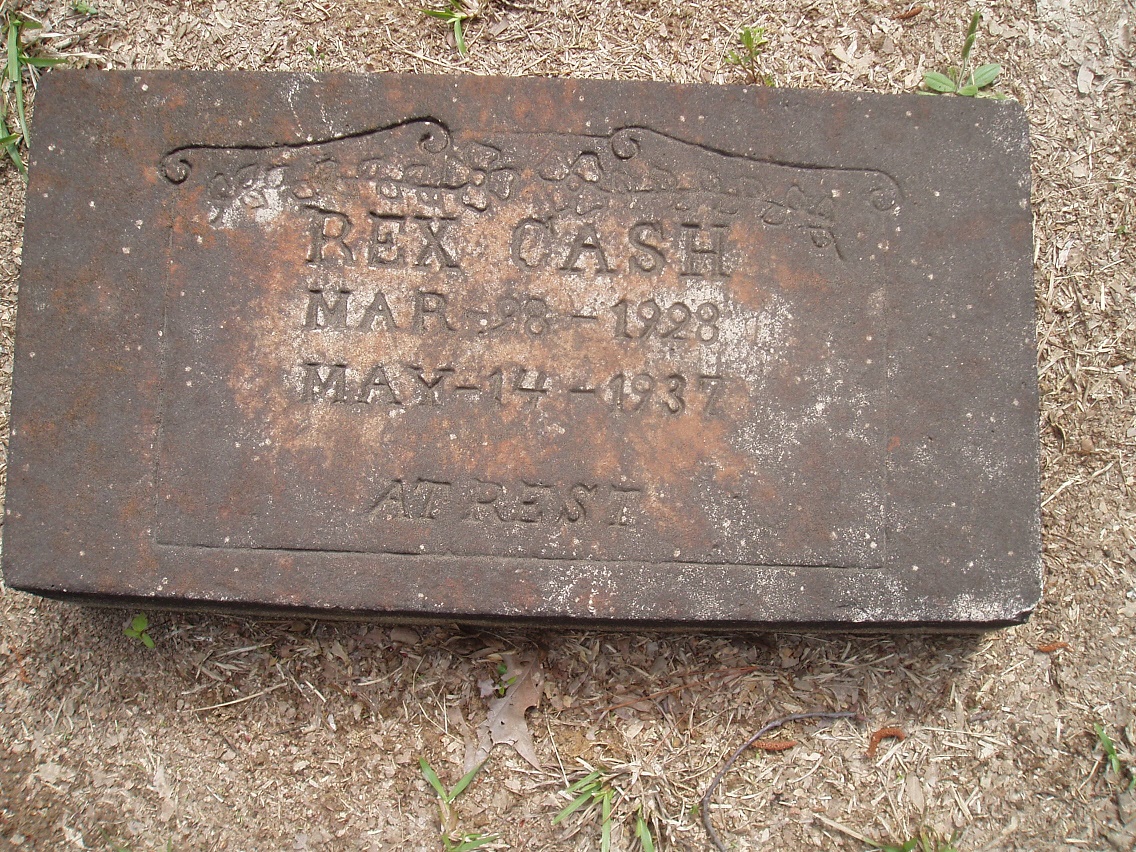 REX CASH
MAR-28-1928
MAY-14-1937
AT REST